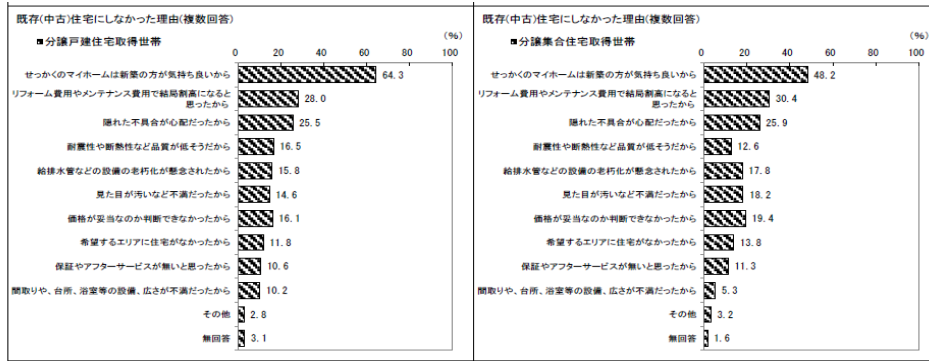 既存(中古)住宅にしなかった理由(複数回答)
分譲戸建住宅取得世帯
(%)
0 20 40 60 80 100
せっかくのマイホームは新築の方が気持ち良いから 64.3
リフォーム費用やメンテナンス費用で結局割高になると
思ったから 28.0
隠れた不具合が心配だったから 25.5
耐震性や断熱性など品質が低そうだから 16.5
給排水管などの設備の老朽化が懸念されたから 15.8
見た目が汚いなど不満だったから 14.6
価格が妥当なのか判断できなかったから 16.1
希望するエリアに住宅がなかったから 11.8
保証やアフターサービスが無いと思ったから 10.6
間取りや、台所、浴室等の設備、広さが不満だったから 10.2
その他 2.8
無回答 3.1
既存(中古)住宅にしなかった理由(複数回答)
分譲集合住宅取得世帯
(%)
0 20 40 60 80 100
せっかくのマイホームは新築の方が気持ち良いから 48.2
リフォーム費用やメンテナンス費用で結局割高になると
思ったから 30.4
隠れた不具合が心配だったから 25.9
耐震性や断熱性など品質が低そうだから 12.6
給排水管などの設備の老朽化が懸念されたから 17.8
見た目が汚いなど不満だったから 18.2
価格が妥当なのか判断できなかったから 19.4
希望するエリアに住宅がなかったから 13.8
保証やアフターサービスが無いと思ったから 11.3
間取りや、台所、浴室等の設備、広さが不満だったから 5.3
その他 3.2
無回答 1.6